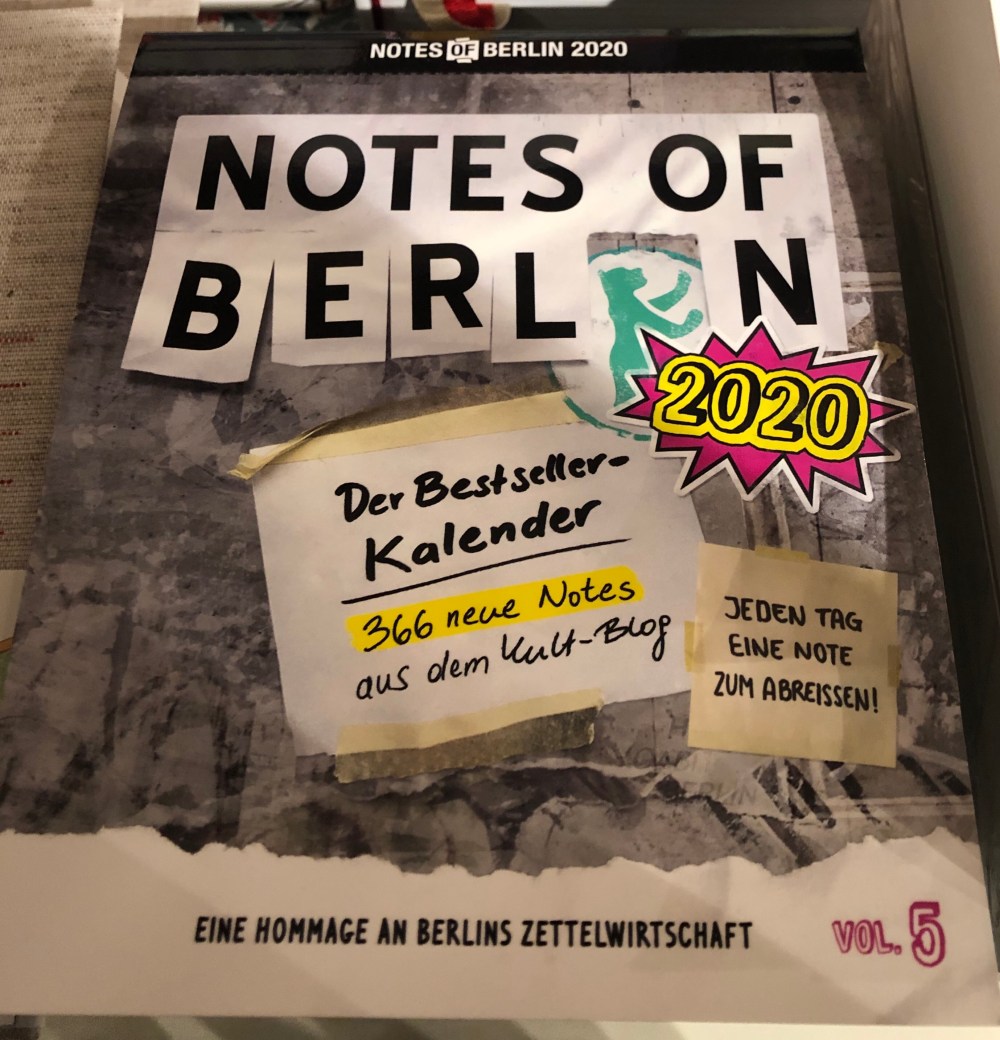 NOTES OF BERLIN 2020
NOTES OF
BERLIN
2020
Der Bestseller-
Kalender
366 neue Notes
aus dem Kult-Blog
JEDEN TAG
EINE NOTE
ZUM ABREISSEN!
BERLIN
EINE HOMMAGE AN BERLINS ZETTELWIRTSCHAFT
VOL. 5